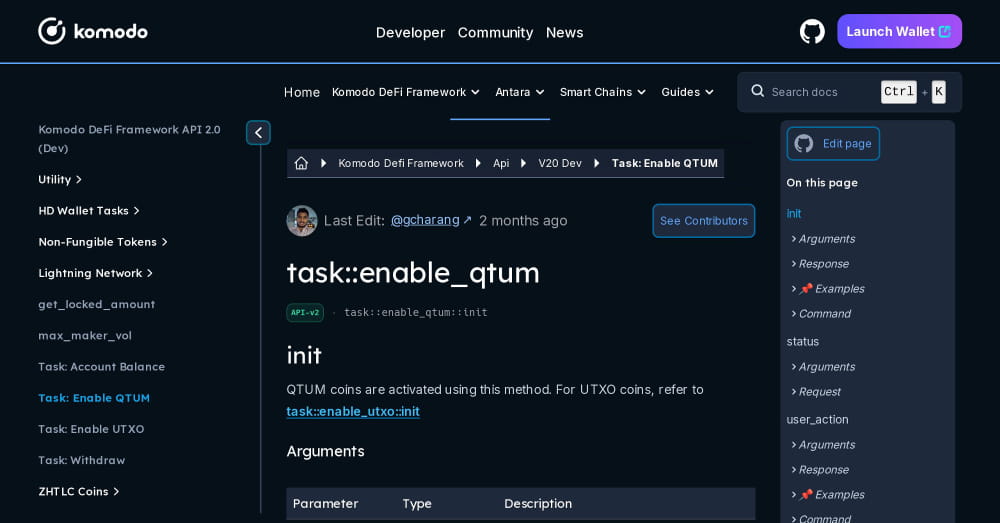 komodo
Developer Community News
Launch Wallet
Home Komodo DeFi Framework Antara Smart Chains Guides
Search docs Ctrl + K
Komodo DeFi Framework API 2.0
(Dev)
Utility
HD Wallet Tasks
Non-Fungible Tokens
Lightning Network
get_locked_amount
max_maker_vol
Task: Account Balance
Task: Enable QTUM
Task: Enable UTXO
Task: Withdraw
ZHTLC Coins
Komodo Defi Framework Api V20 Dev Task: Enable QTUM
Last Edit: @gcharang ↗ 2 months ago
See Contributors
task::enable_qtum
API-v2 · task::enable_qtum::init
init
QTUM coins are activated using this method. For UTXO coins, refer to
task::enable_utxo::init
Arguments
Parameter Type Description
Edit page
On this page
init
Arguments
Response
📌 Examples
Command
status
Arguments
Request
user_action
Arguments
Response
📌 Examples
Command